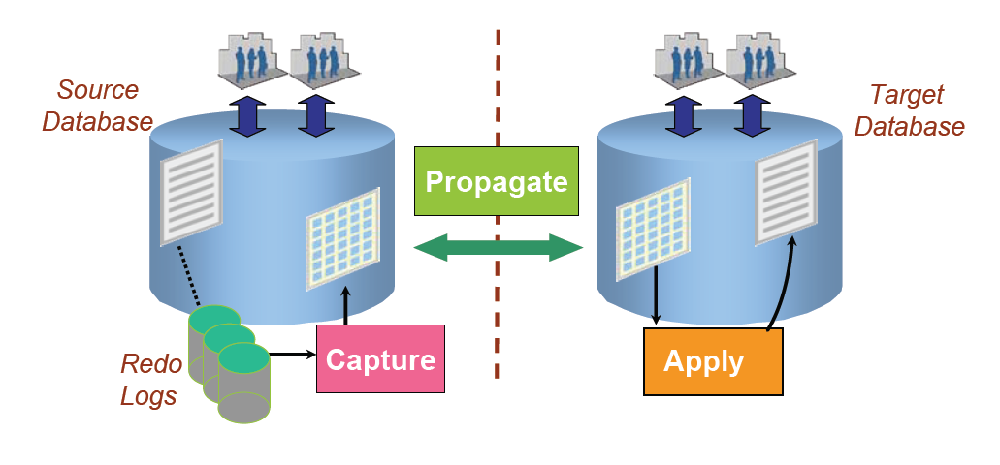 Source
Database
Target
Database
Propagate
Redo
Logs
Capture
Apply